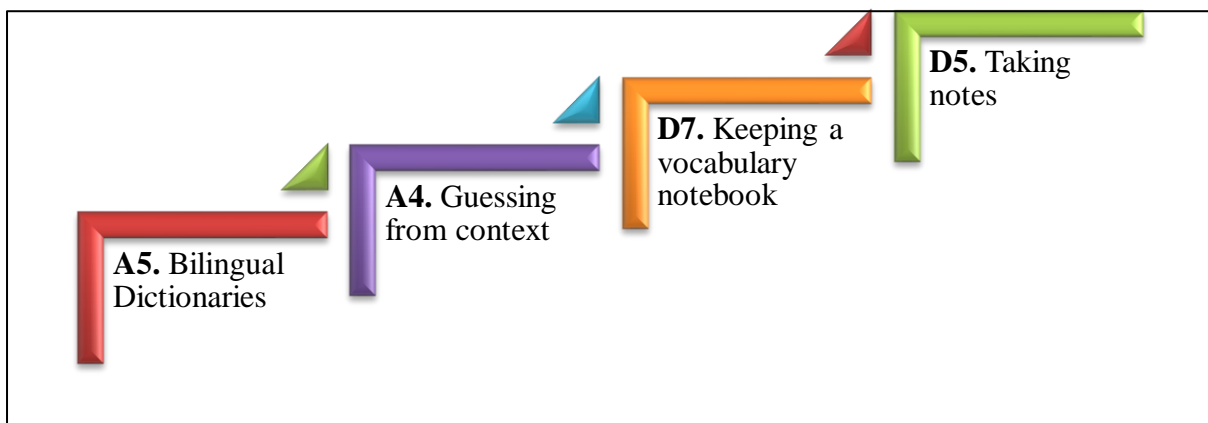 D5. Taking
notes
D7. Keeping a
vocabulary
notebook
A4. Guessing
from context
A5. Bilingual
Dictionaries